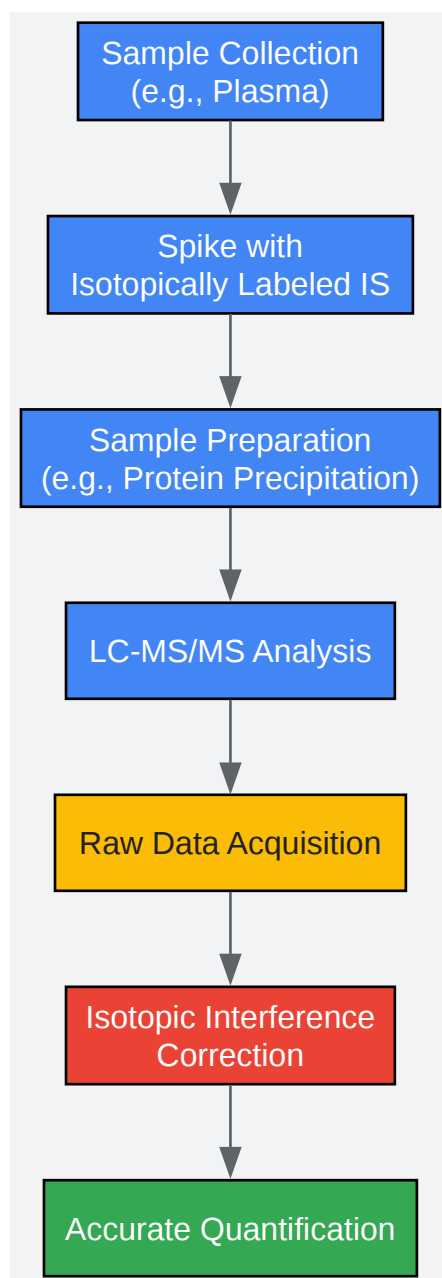 Sample Collection
(e.g., Plasma)
Spike with
Isotopically Labeled IS
Sample Preparation
(e.g., Protein Precipitation)
LC-MS/MS Analysis
Raw Data Acquisition
Isotopic Interference
Correction
Accurate Quantification